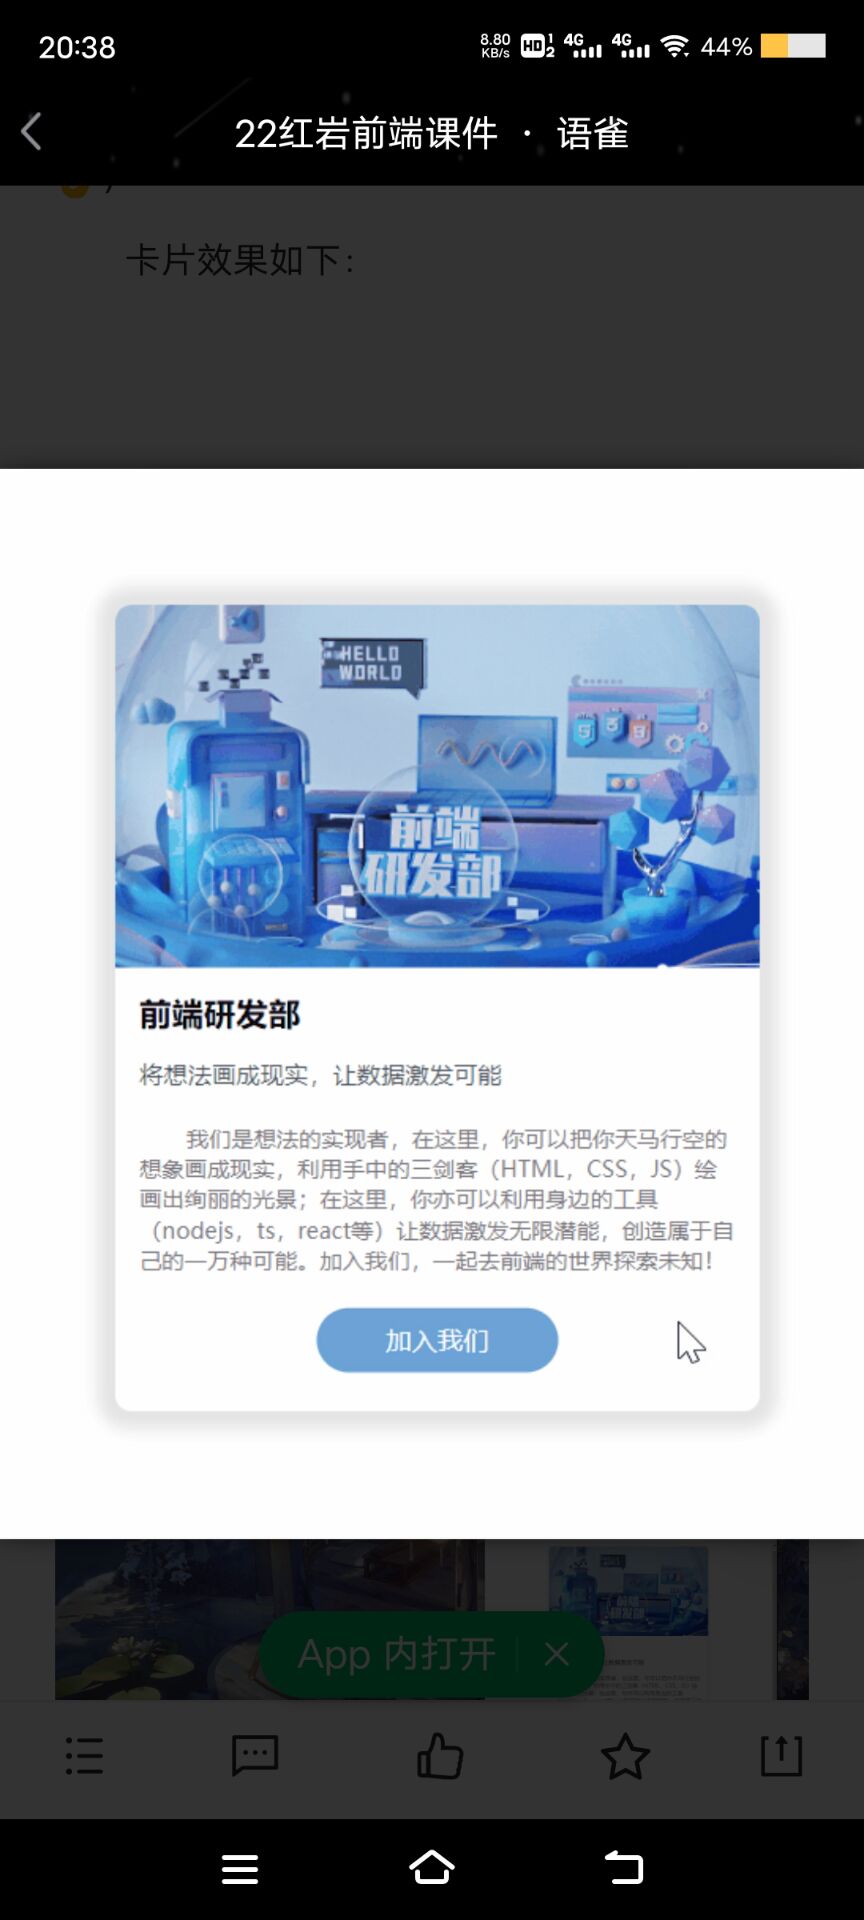 20:38
8.80 KB/s HD 1 2 4G 4G 44%
22红岩前端课件 · 语雀
卡片效果如下：
HELLO
WORLD
前端
研发部
前端研发部
将想法画成现实，让数据激发可能
我们是想法的实现者，在这里，你可以把你天马行空的
想象画成现实，利用手中的三剑客（HTML，CSS，JS）绘
画出绚丽的光景；在这里，你亦可以利用身边的工具
（nodejs，ts，react等）让数据激发无限潜能，创造属于自
己的一万种可能。加入我们，一起去前端的世界探索未知！
加入我们
App 内打开